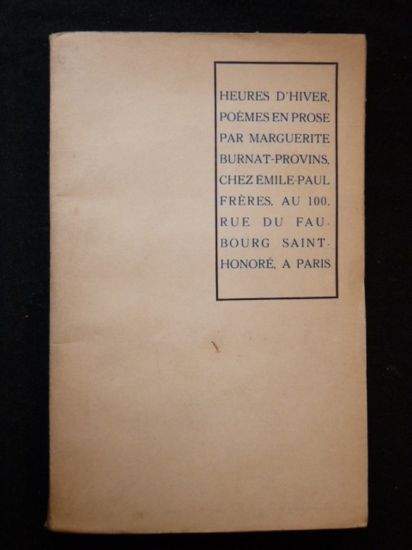 HEURES D'HIVER,
POÈMES EN PROSE
PAR MARGUERITE
BURNAT-PROVINS,
CHEZ ÉMILE-PAUL
FRÈRES, AU 100,
RUE DU FAU-
BOURG SAINT-
HONORÉ, A PARIS